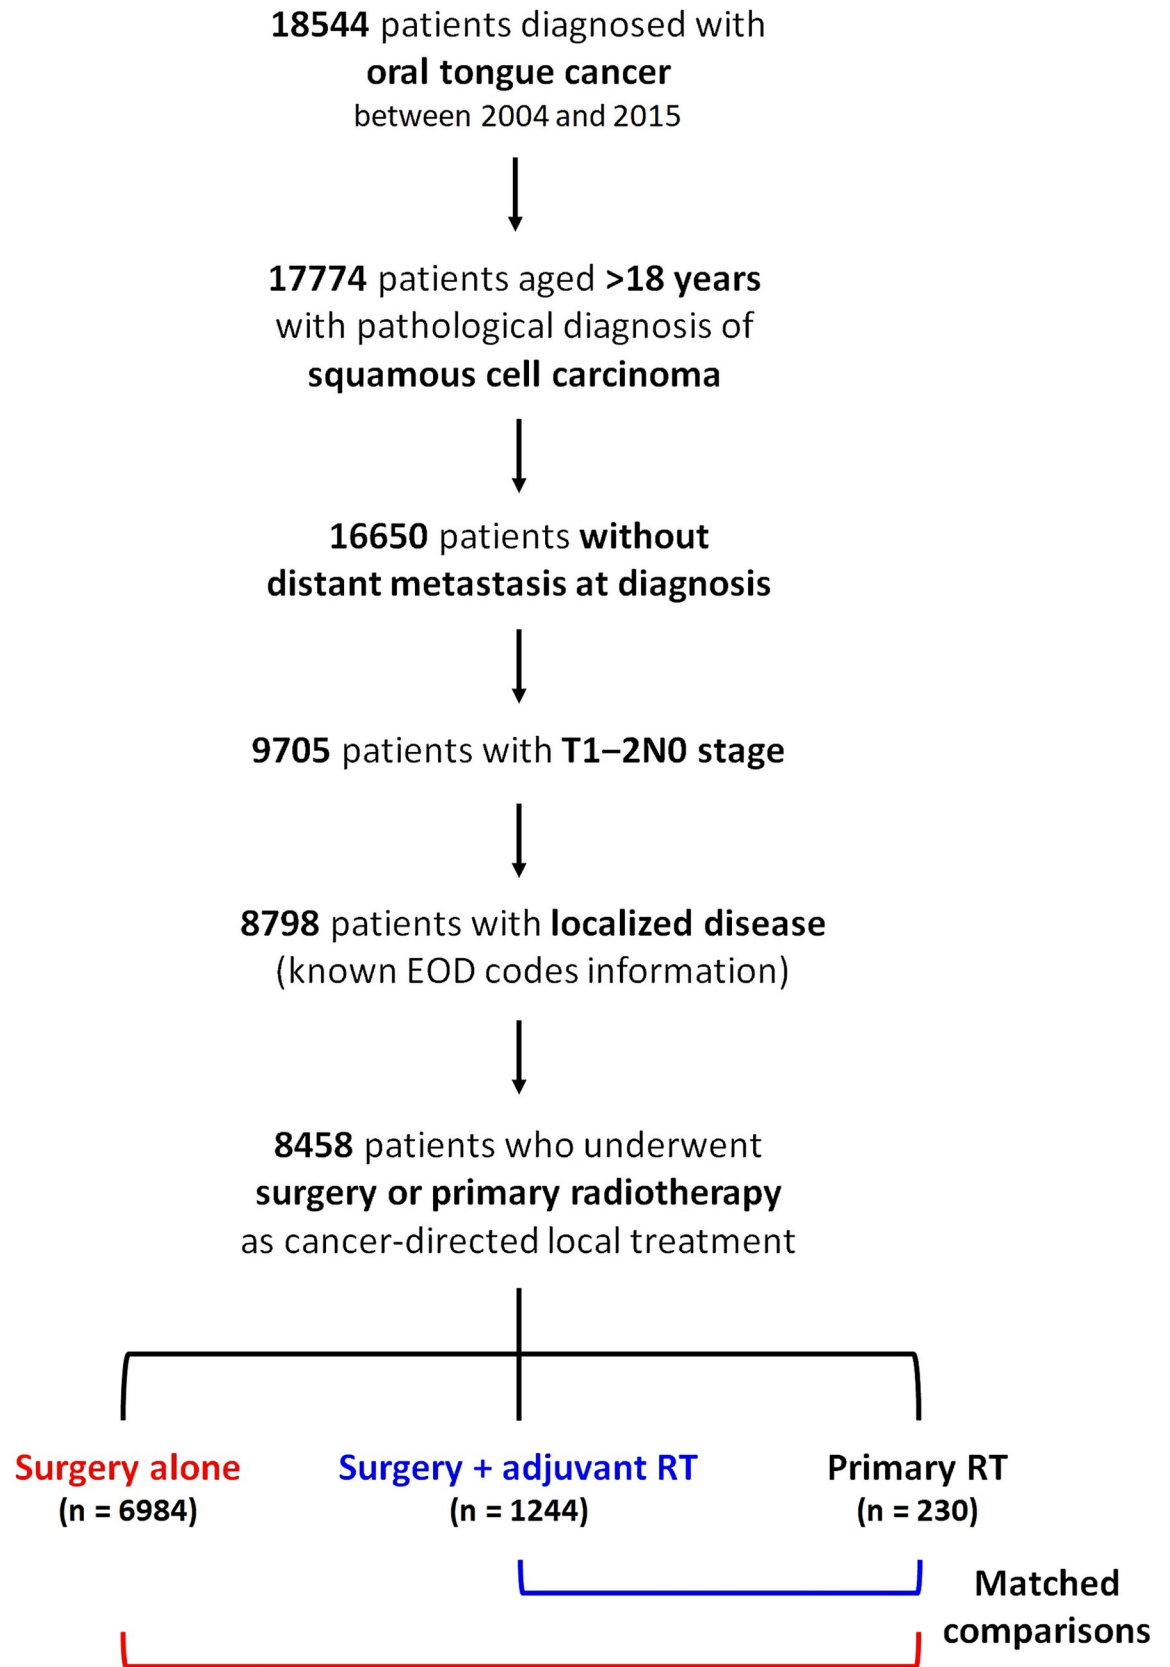 18544 patients diagnosed with
oral tongue cancer
between 2004 and 2015
17774 patients aged >18 years
with pathological diagnosis of
squamous cell carcinoma
16650 patients without
distant metastasis at diagnosis
9705 patients with T1–2N0 stage
8798 patients with localized disease
(known EOD codes information)
8458 patients who underwent
surgery or primary radiotherapy
as cancer-directed local treatment
Surgery alone
(n = 6984)
Surgery + adjuvant RT
(n = 1244)
Primary RT
(n = 230)
Matched
comparisons